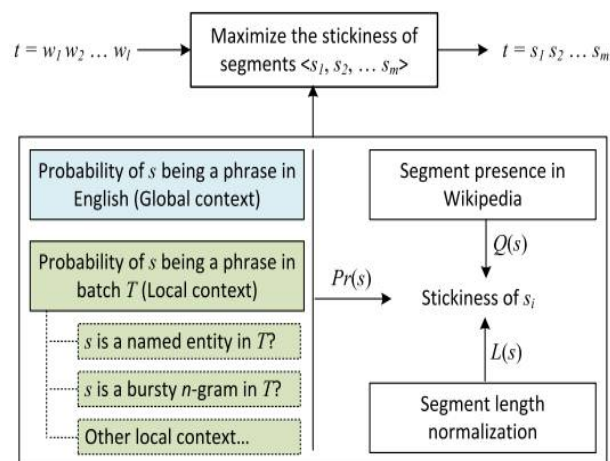 t = w1 w2 … wl
Maximize the stickiness of
segments <s1, s2, … sm>
t = s1 s2 … sm
Probability of s being a phrase in
English (Global context)
Probability of s being a phrase in
batch T (Local context)
s is a named entity in T?
s is a bursty n-gram in T?
Other local context...
Pr(s)
Segment presence in
Wikipedia
Q(s)
Stickiness of si
L(s)
Segment length
normalization